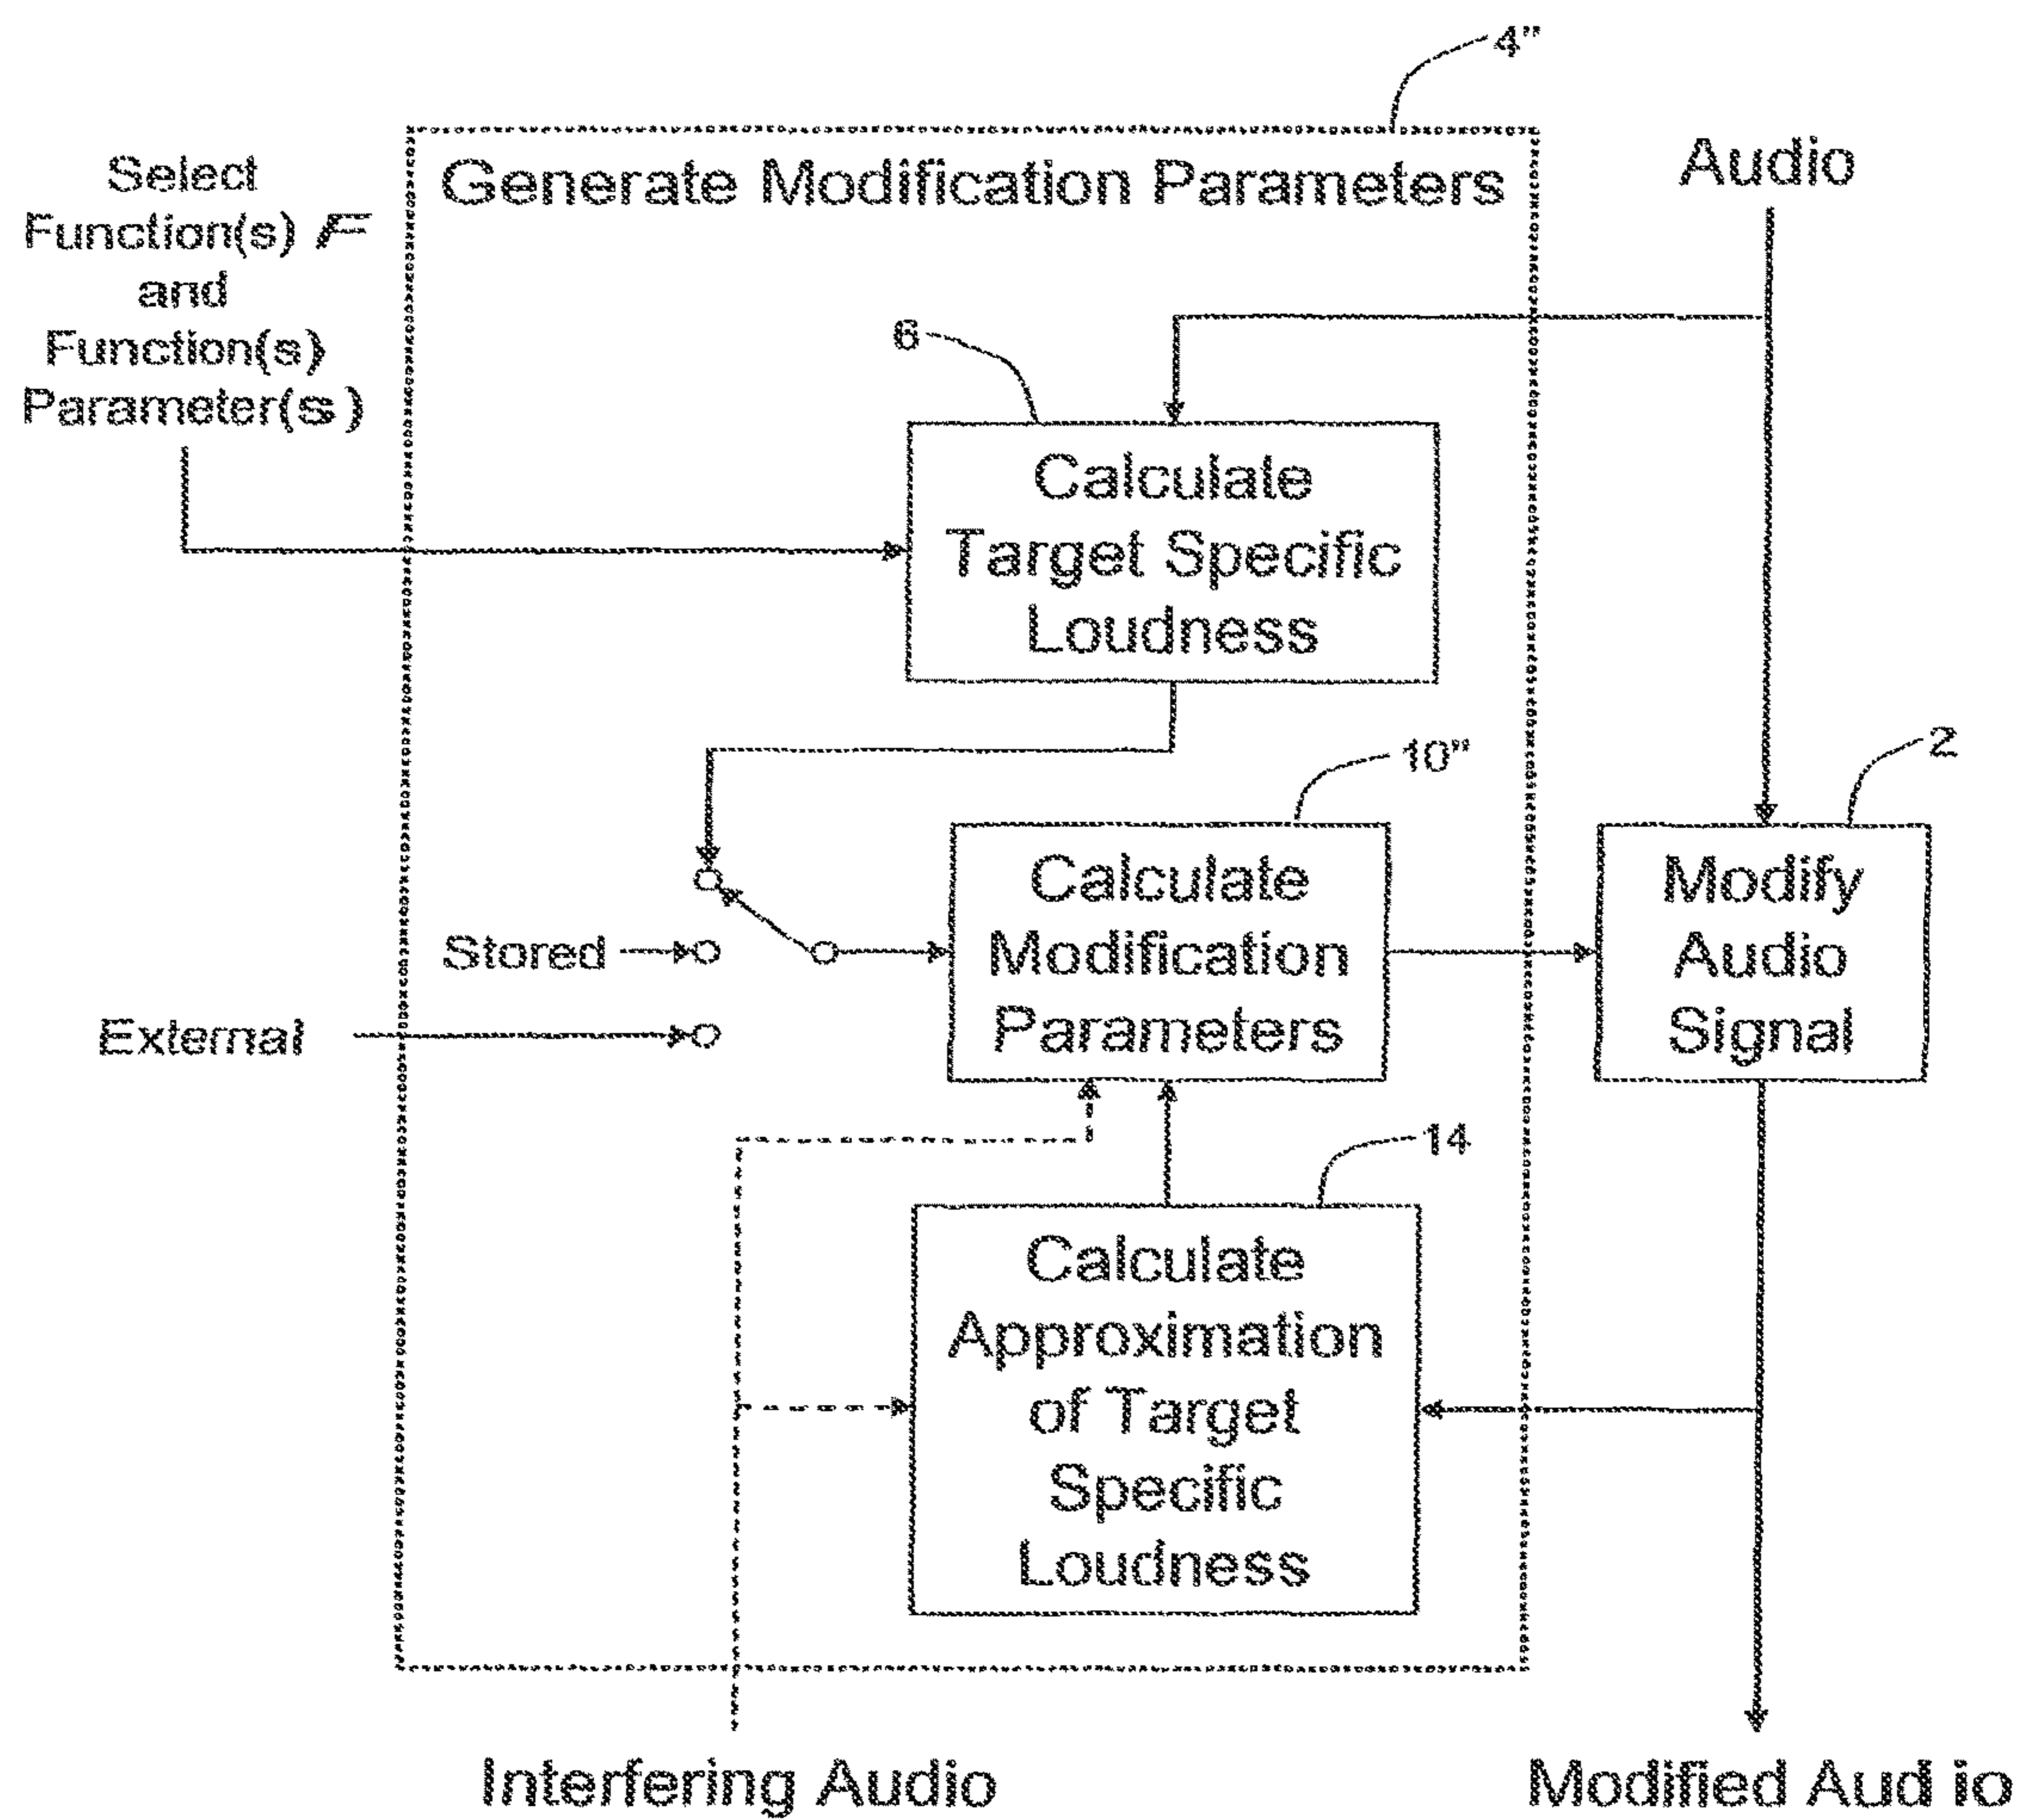 4"
Select
Function(s) F
and
Function(s)
Parameter(s)
Generate Modification Parameters
Audio
6
Calculate
Target Specific
Loudness
10"
2
Calculate
Modification
Parameters
Modify
Audio
Signal
Stored
External
14
Calculate
Approximation
of Target
Specific
Loudness
Interfering Audio
Modified Aud io